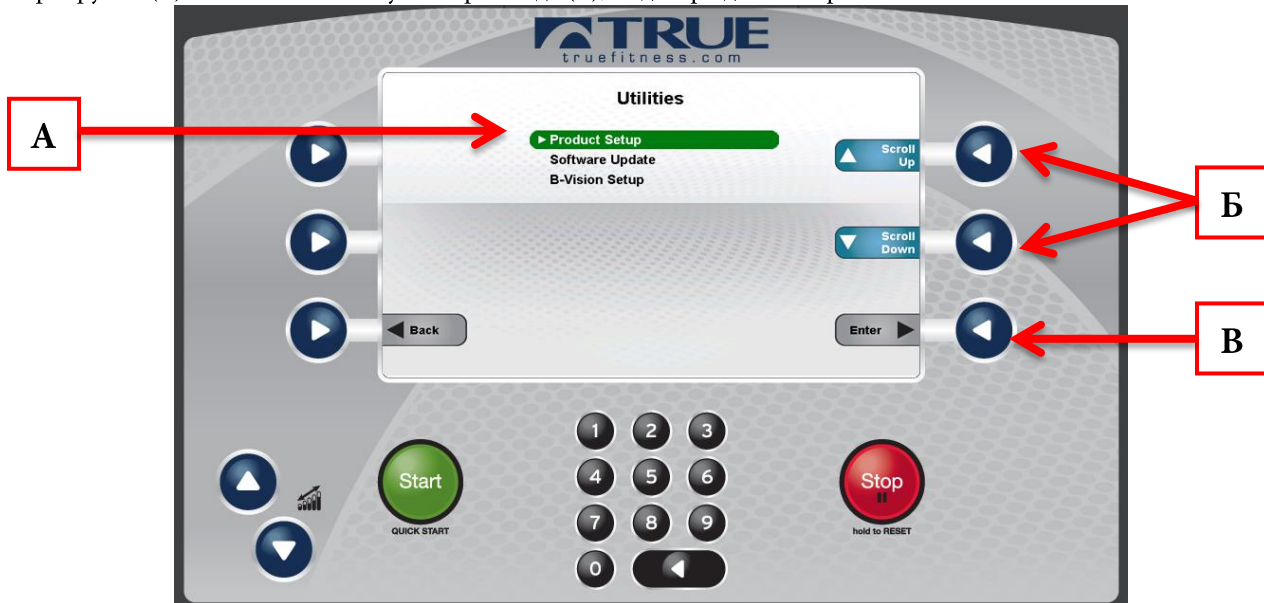 TRUE
truefitness.com
Utilities
А
Product Setup
Software Update
B-Vision Setup
Scroll
Up
Б
Scroll
Down
Back
Enter
В
1 2 3
4 5 6
7 8 9
0
Start
QUICK START
Stop
hold to RESET